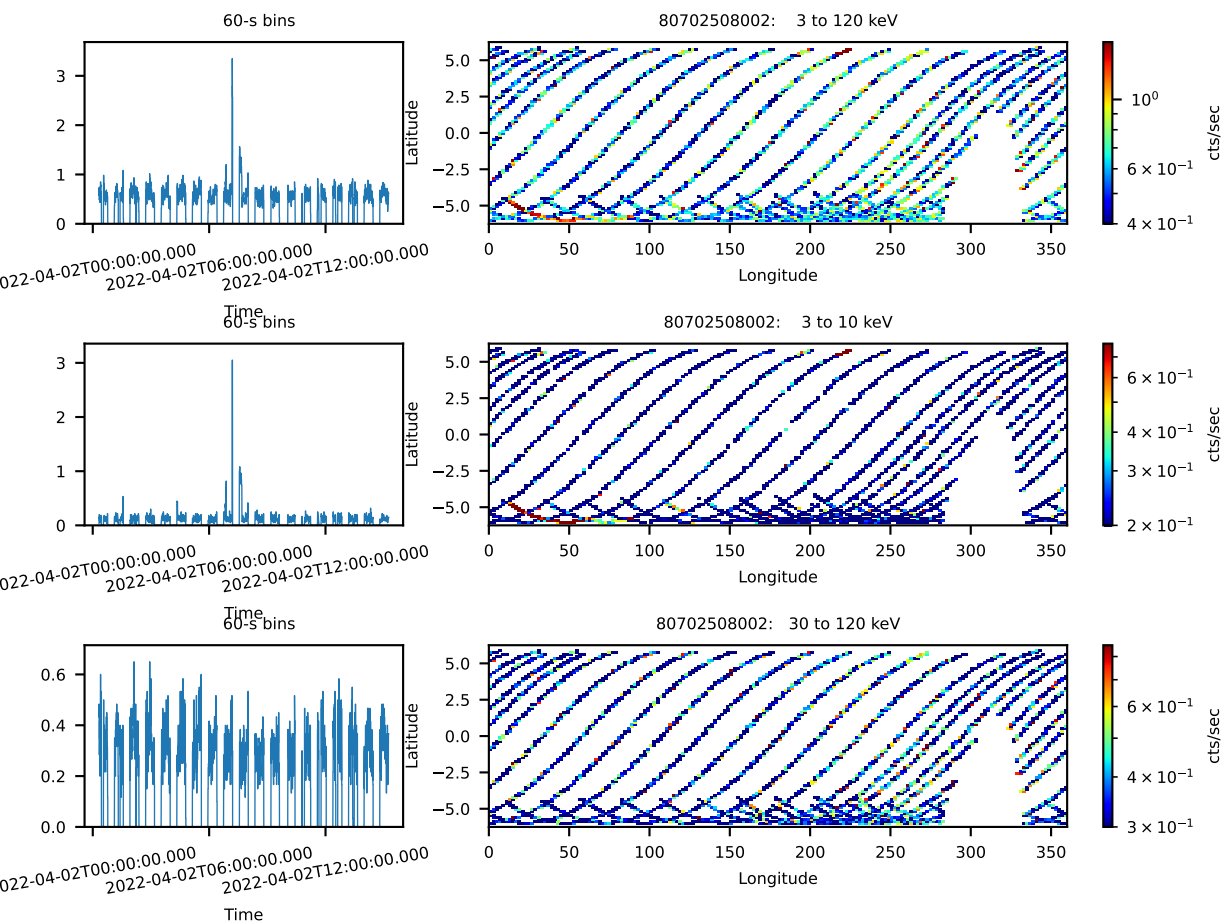 60-s bins
80702508002: 3 to 120 keV
3
2
1
0
Latitude
5.0
2.5
0.0
−2.5
−5.0
10⁰
6 × 10⁻¹
4 × 10⁻¹
cts/sec
0 50 100 150 200 250 300 350
022-04-02T00:00:00.000
2022-04-02T06:00:00.000
2022-04-02T12:00:00.000
Time
Longitude
60-s bins
80702508002: 3 to 10 keV
3
2
1
0
Latitude
5.0
2.5
0.0
−2.5
−5.0
6 × 10⁻¹
4 × 10⁻¹
3 × 10⁻¹
2 × 10⁻¹
cts/sec
0 50 100 150 200 250 300 350
022-04-02T00:00:00.000
2022-04-02T06:00:00.000
2022-04-02T12:00:00.000
Time
Longitude
60-s bins
80702508002: 30 to 120 keV
0.6
0.4
0.2
0.0
Latitude
5.0
2.5
0.0
−2.5
−5.0
6 × 10⁻¹
4 × 10⁻¹
3 × 10⁻¹
cts/sec
0 50 100 150 200 250 300 350
022-04-02T00:00:00.000
2022-04-02T06:00:00.000
2022-04-02T12:00:00.000
Time
Longitude